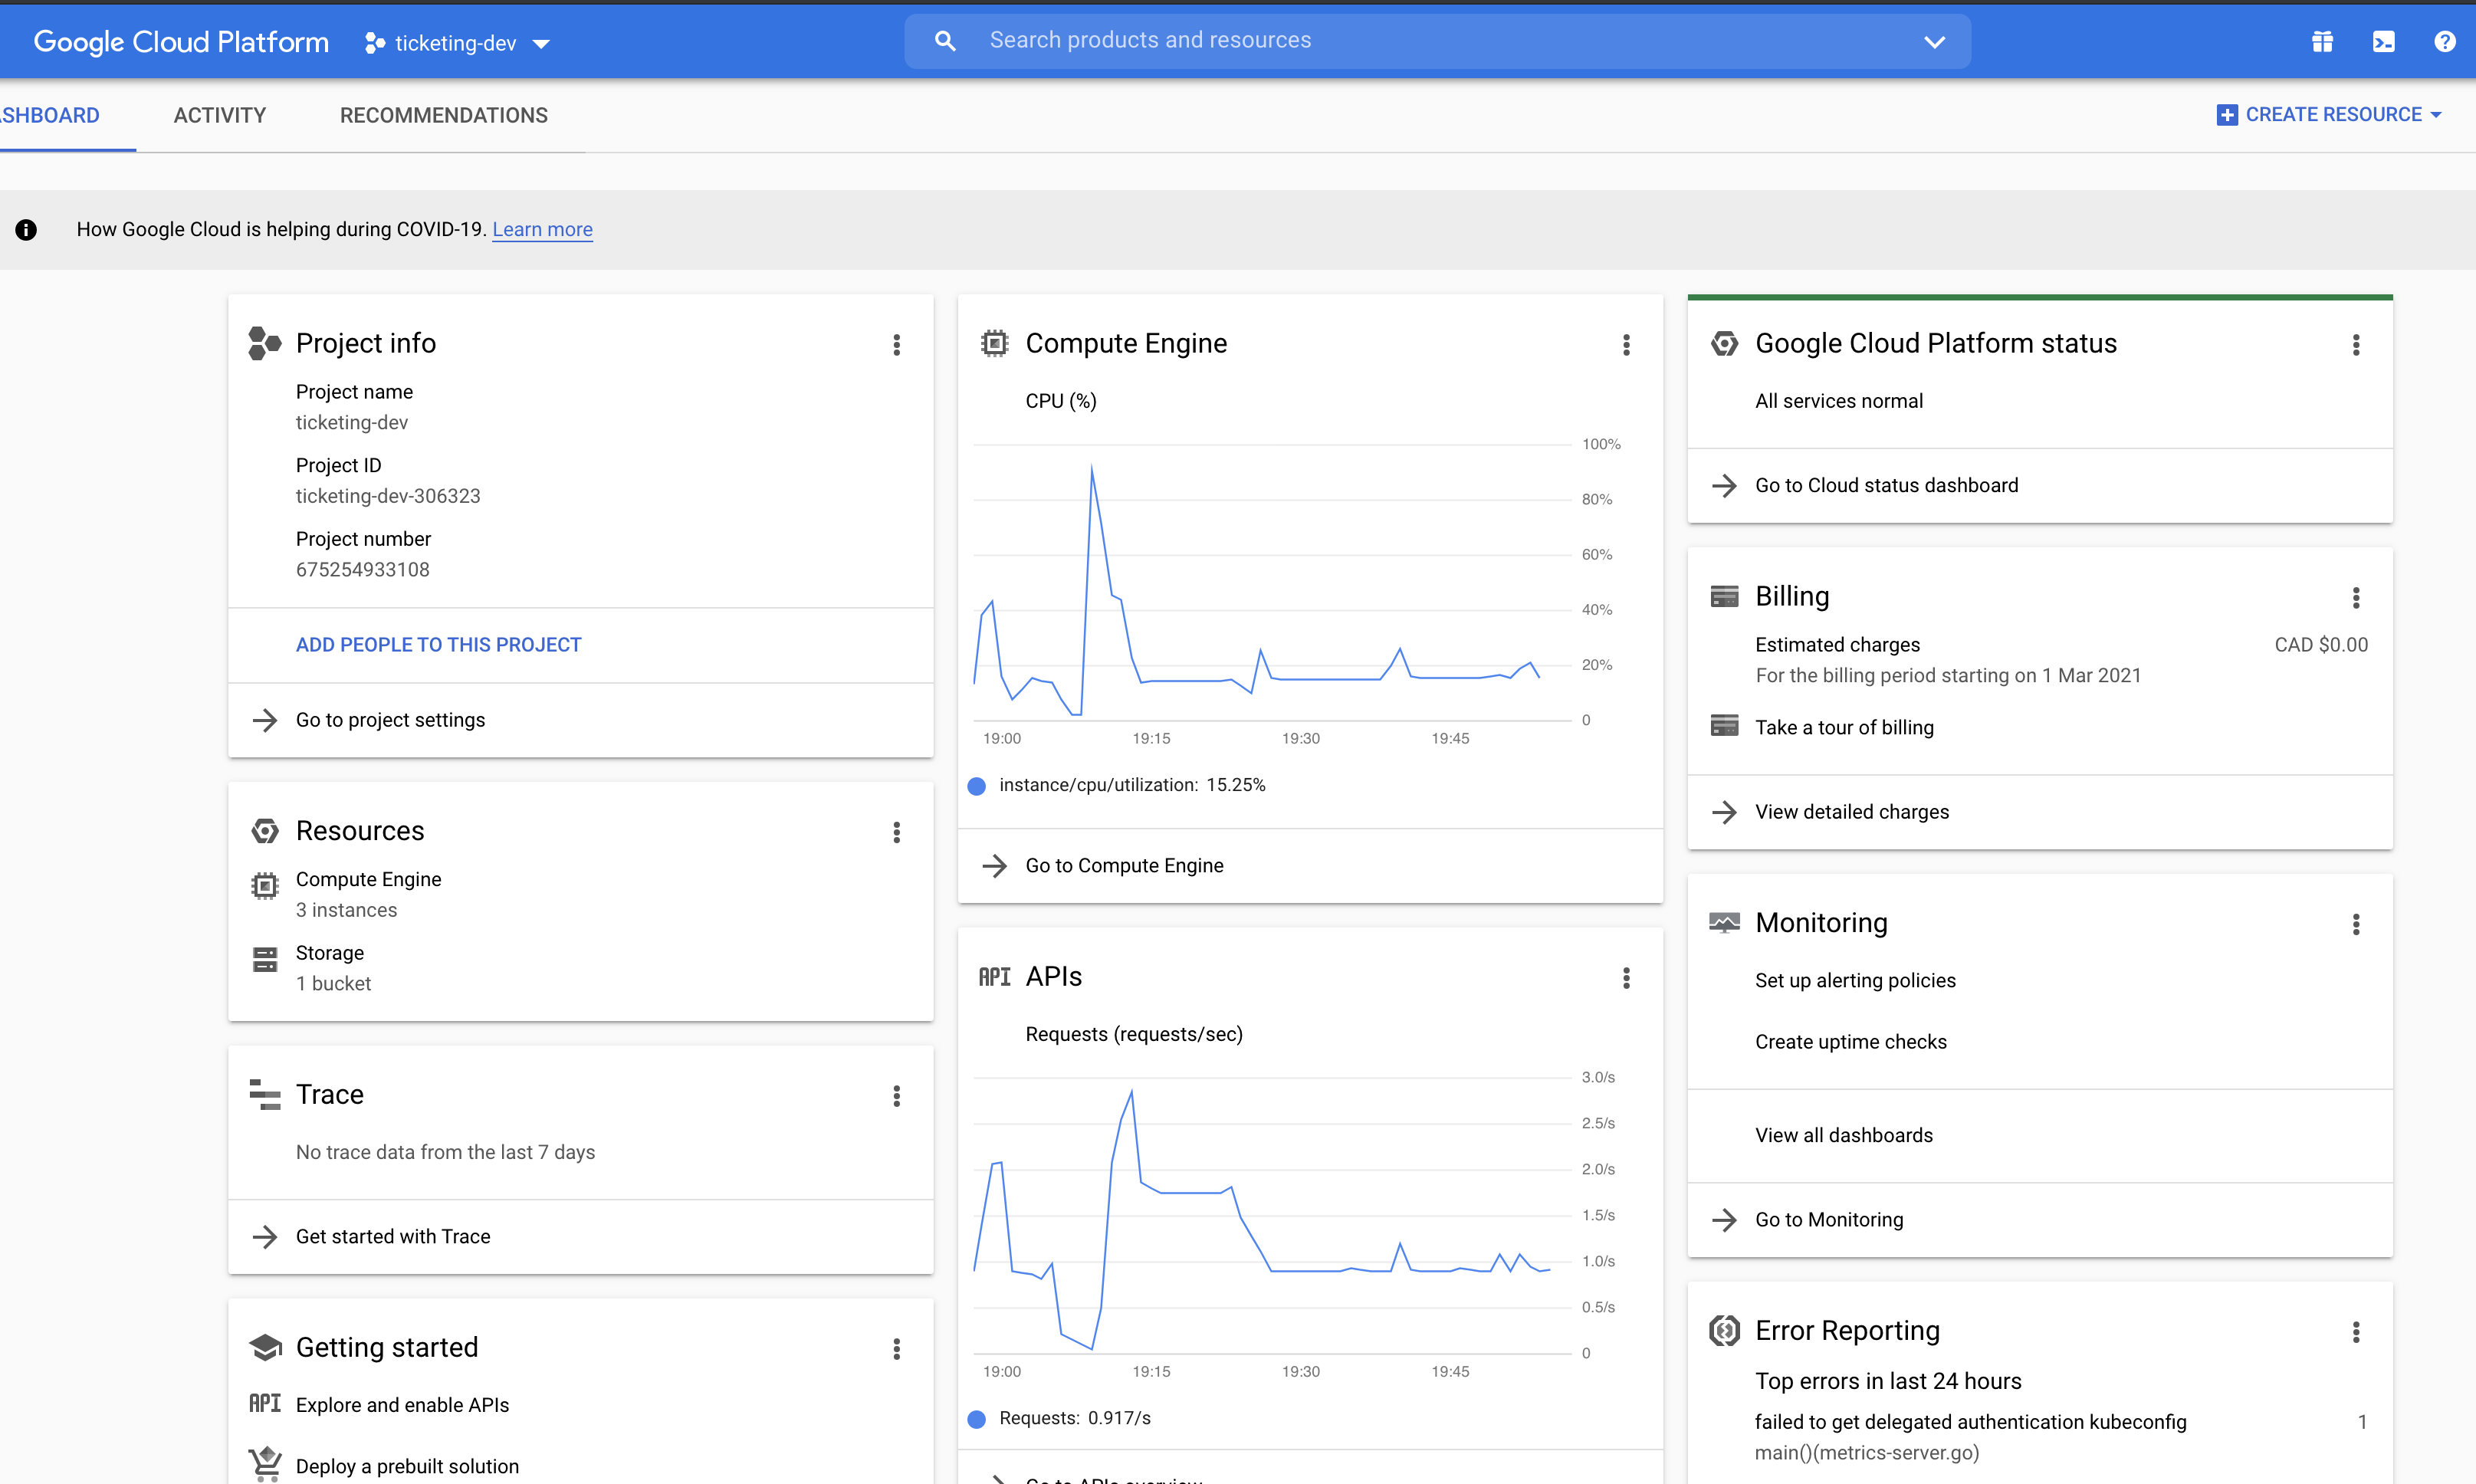 Google Cloud Platform
ticketing-dev
Search products and resources
SHBOARD
ACTIVITY
RECOMMENDATIONS
CREATE RESOURCE
How Google Cloud is helping during COVID-19. Learn more
Project info
Project name
ticketing-dev
Project ID
ticketing-dev-306323
Project number
675254933108
ADD PEOPLE TO THIS PROJECT
Go to project settings
Resources
Compute Engine
3 instances
Storage
1 bucket
Trace
No trace data from the last 7 days
Get started with Trace
Getting started
API Explore and enable APIs
Deploy a prebuilt solution
Compute Engine
CPU (%)
100%
80%
60%
40%
20%
0
19:00 19:15 19:30 19:45
instance/cpu/utilization: 15.25%
Go to Compute Engine
API APIs
Requests (requests/sec)
3.0/s
2.5/s
2.0/s
1.5/s
1.0/s
0.5/s
0
19:00 19:15 19:30 19:45
Requests: 0.917/s
Go to APIs overview
Google Cloud Platform status
All services normal
Go to Cloud status dashboard
Billing
Estimated charges CAD $0.00
For the billing period starting on 1 Mar 2021
Take a tour of billing
View detailed charges
Monitoring
Set up alerting policies
Create uptime checks
View all dashboards
Go to Monitoring
Error Reporting
Top errors in last 24 hours
failed to get delegated authentication kubeconfig 1
main()(metrics-server.go)